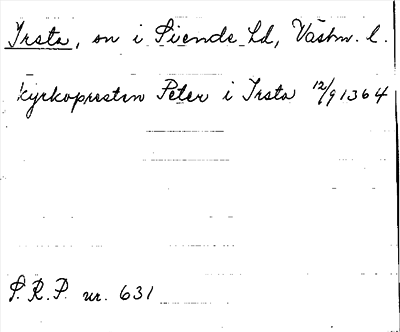 Irsta, sn i Siende hd, Västm. l.
kyrkoprestin Peter i Irsta 12/9 1364
S.R.P. nr. 631